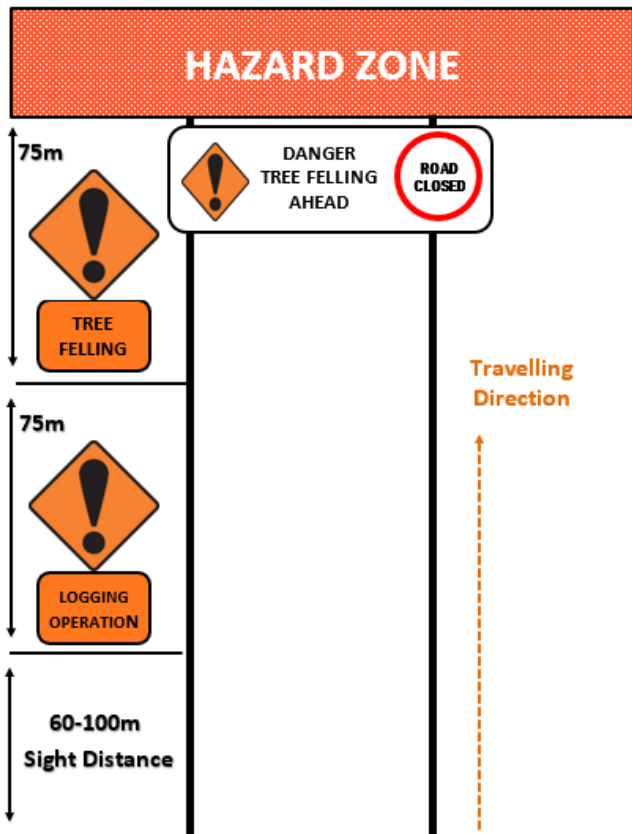 HAZARD ZONE
75m
DANGER
TREE FELLING
AHEAD
ROAD
CLOSED
TREE
FELLING
Travelling
Direction
75m
LOGGING
OPERATION
60-100m
Sight Distance